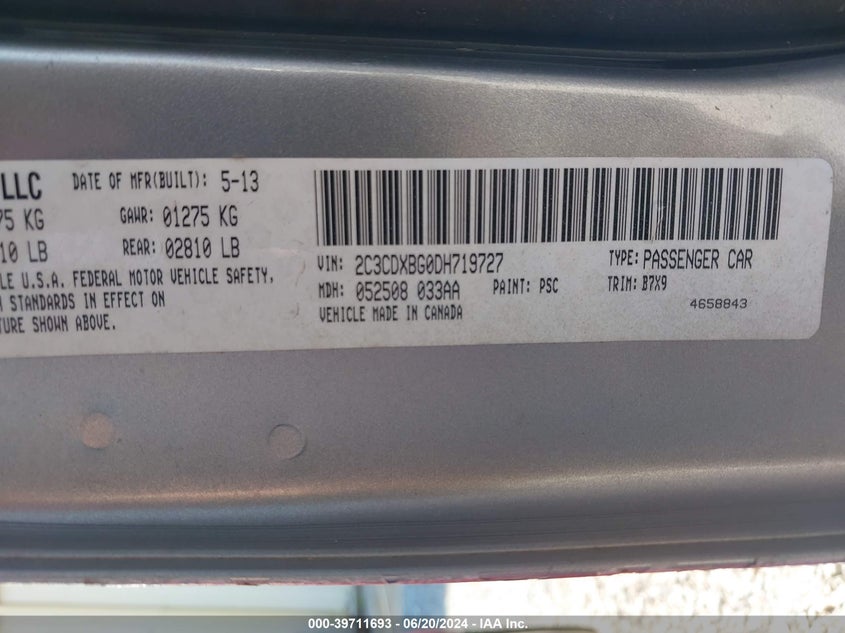 LLC DATE OF MFR(BUILT): 5-13
75 KG GAWR: 01275 KG
10 LB REAR: 02810 LB
LE U.S.A. FEDERAL MOTOR VEHICLE SAFETY,
STANDARDS IN EFFECT ON
TURE SHOWN ABOVE.
VIN: 2C3CDXBG0DH719727 TYPE: PASSENGER CAR
MDH: 052508 033AA PAINT: PSC TRIM: B7X9
VEHICLE MADE IN CANADA 4658843
000-39711693 - 06/20/2024 - IAA Inc.